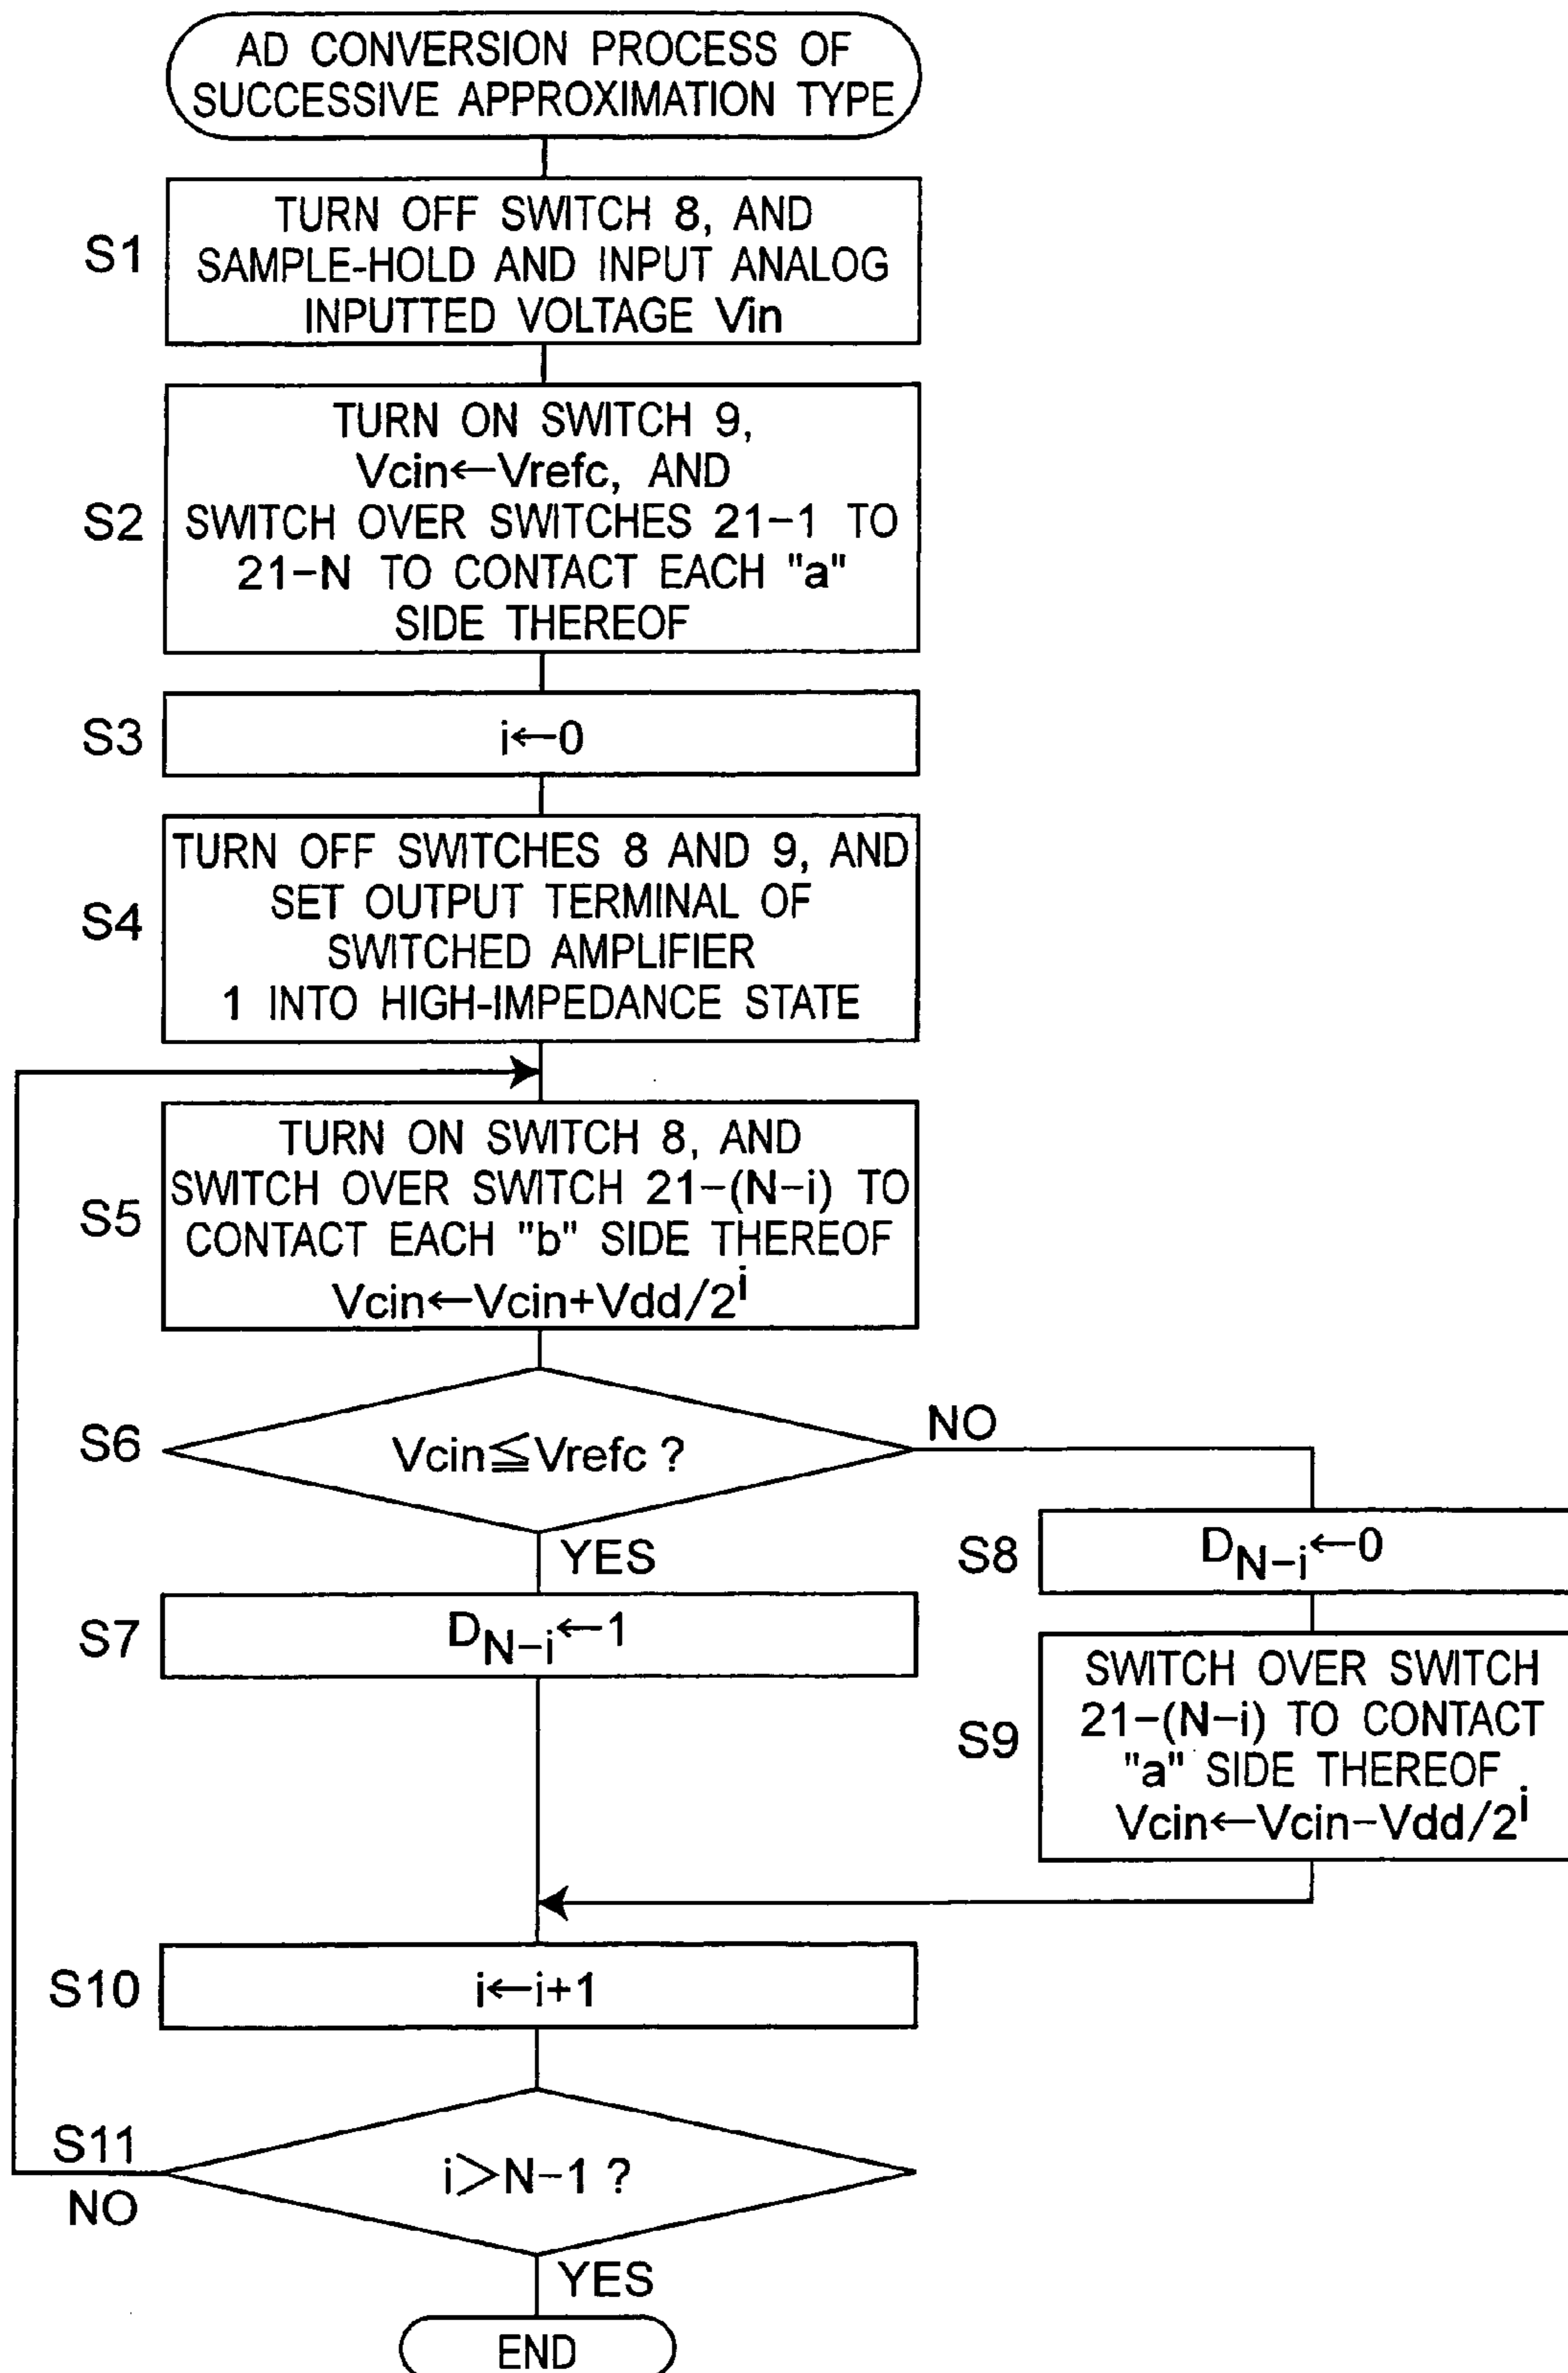 AD CONVERSION PROCESS OF
SUCCESSIVE APPROXIMATION TYPE
S1
TURN OFF SWITCH 8, AND
SAMPLE-HOLD AND INPUT ANALOG
INPUTTED VOLTAGE Vin
S2
TURN ON SWITCH 9,
Vcin←Vrefc, AND
SWITCH OVER SWITCHES 21-1 TO
21-N TO CONTACT EACH "a"
SIDE THEREOF
S3
i←0
S4
TURN OFF SWITCHES 8 AND 9, AND
SET OUTPUT TERMINAL OF
SWITCHED AMPLIFIER
1 INTO HIGH-IMPEDANCE STATE
S5
TURN ON SWITCH 8, AND
SWITCH OVER SWITCH 21-(N-i) TO
CONTACT EACH "b" SIDE THEREOF
Vcin←Vcin+Vdd/2^i
S6
Vcin≦Vrefc ?
NO
YES
S7
D_{N-i}←1
S8
D_{N-i}←0
S9
SWITCH OVER SWITCH
21-(N-i) TO CONTACT
"a" SIDE THEREOF
Vcin←Vcin-Vdd/2^i
S10
i←i+1
S11
i>N-1 ?
NO
YES
END